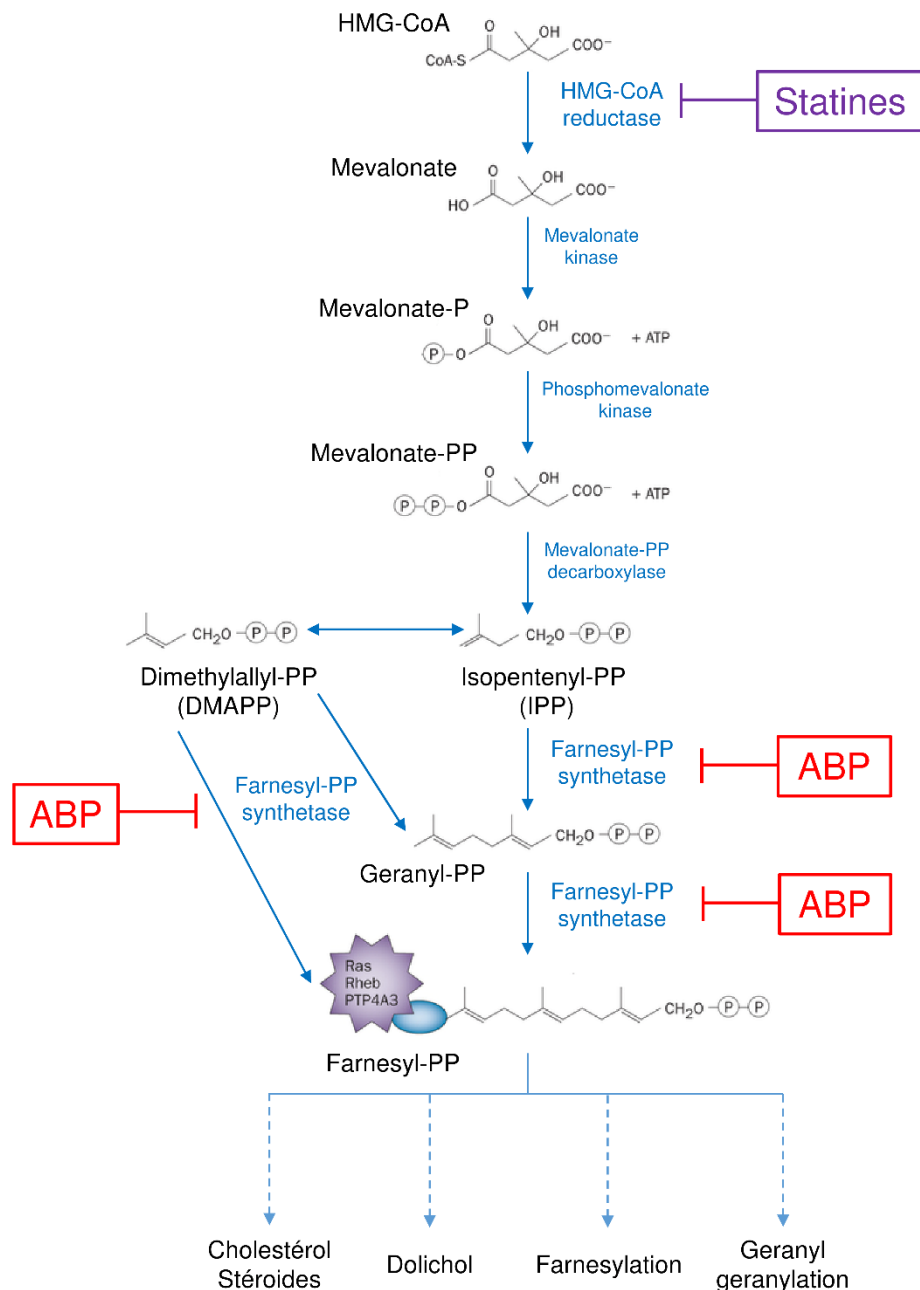 HMG-CoA
O
OH
COO⁻
CoA-S
HMG-CoA
reductase
Statines
Mevalonate
O
OH
COO⁻
HO
Mevalonate
kinase
Mevalonate-P
O
OH
COO⁻ + ATP
P-O
Phosphomevalonate
kinase
Mevalonate-PP
O
OH
COO⁻ + ATP
P-P-O
Mevalonate-PP
decarboxylase
CH₂O-P-P
CH₂O-P-P
Dimethylallyl-PP
(DMAPP)
Isopentenyl-PP
(IPP)
Farnesyl-PP
synthetase
ABP
Farnesyl-PP
synthetase
ABP
CH₂O-P-P
Geranyl-PP
Farnesyl-PP
synthetase
ABP
Ras
Rheb
PTP4A3
CH₂O-P-P
Farnesyl-PP
Cholestérol
Stéroides
Dolichol
Farnesylation
Geranyl
geranylation